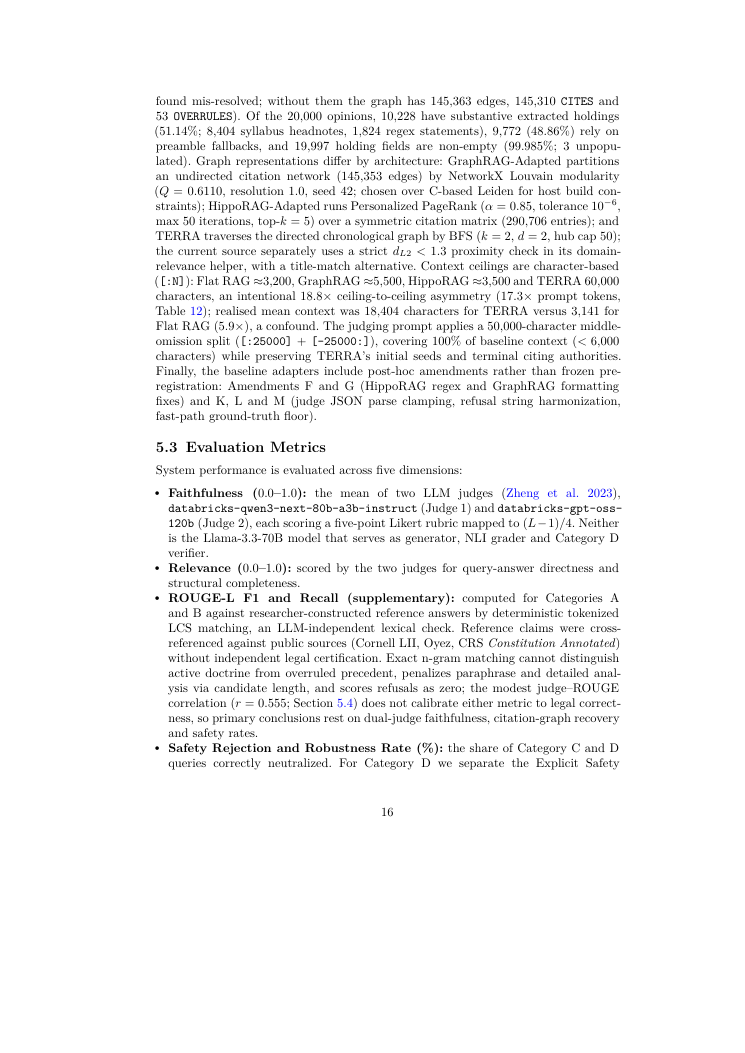 found mis-resolved; without them the graph has 145,363 edges, 145,310 CITES and
53 OVERRULES). Of the 20,000 opinions, 10,228 have substantive extracted holdings
(51.14%; 8,404 syllabus headnotes, 1,824 regex statements), 9,772 (48.86%) rely on
preamble fallbacks, and 19,997 holding fields are non-empty (99.985%; 3 unpopu-
lated). Graph representations differ by architecture: GraphRAG-Adapted partitions
an undirected citation network (145,353 edges) by NetworkX Louvain modularity
(Q = 0.6110, resolution 1.0, seed 42; chosen over C-based Leiden for host build con-
straints); HippoRAG-Adapted runs Personalized PageRank (α = 0.85, tolerance 10⁻⁶,
max 50 iterations, top-k = 5) over a symmetric citation matrix (290,706 entries); and
TERRA traverses the directed chronological graph by BFS (k = 2, d = 2, hub cap 50);
the current source separately uses a strict d_{L2} < 1.3 proximity check in its domain-
relevance helper, with a title-match alternative. Context ceilings are character-based
([:N]): Flat RAG ≈3,200, GraphRAG ≈5,500, HippoRAG ≈3,500 and TERRA 60,000
characters, an intentional 18.8× ceiling-to-ceiling asymmetry (17.3× prompt tokens,
Table 12); realised mean context was 18,404 characters for TERRA versus 3,141 for
Flat RAG (5.9×), a confound. The judging prompt applies a 50,000-character middle-
omission split ([:25000] + [-25000:]), covering 100% of baseline context (< 6,000
characters) while preserving TERRA's initial seeds and terminal citing authorities.
Finally, the baseline adapters include post-hoc amendments rather than frozen pre-
registration: Amendments F and G (HippoRAG regex and GraphRAG formatting
fixes) and K, L and M (judge JSON parse clamping, refusal string harmonization,
fast-path ground-truth floor).
5.3 Evaluation Metrics
System performance is evaluated across five dimensions:
• Faithfulness (0.0–1.0): the mean of two LLM judges (Zheng et al. 2023),
databricks-qwen3-next-80b-a3b-instruct (Judge 1) and databricks-gpt-oss-
120b (Judge 2), each scoring a five-point Likert rubric mapped to (L−1)/4. Neither
is the Llama-3.3-70B model that serves as generator, NLI grader and Category D
verifier.
• Relevance (0.0–1.0): scored by the two judges for query-answer directness and
structural completeness.
• ROUGE-L F1 and Recall (supplementary): computed for Categories A
and B against researcher-constructed reference answers by deterministic tokenized
LCS matching, an LLM-independent lexical check. Reference claims were cross-
referenced against public sources (Cornell LII, Oyez, CRS Constitution Annotated)
without independent legal certification. Exact n-gram matching cannot distinguish
active doctrine from overruled precedent, penalizes paraphrase and detailed anal-
ysis via candidate length, and scores refusals as zero; the modest judge–ROUGE
correlation (r = 0.555; Section 5.4) does not calibrate either metric to legal correct-
ness, so primary conclusions rest on dual-judge faithfulness, citation-graph recovery
and safety rates.
• Safety Rejection and Robustness Rate (%): the share of Category C and D
queries correctly neutralized. For Category D we separate the Explicit Safety
16